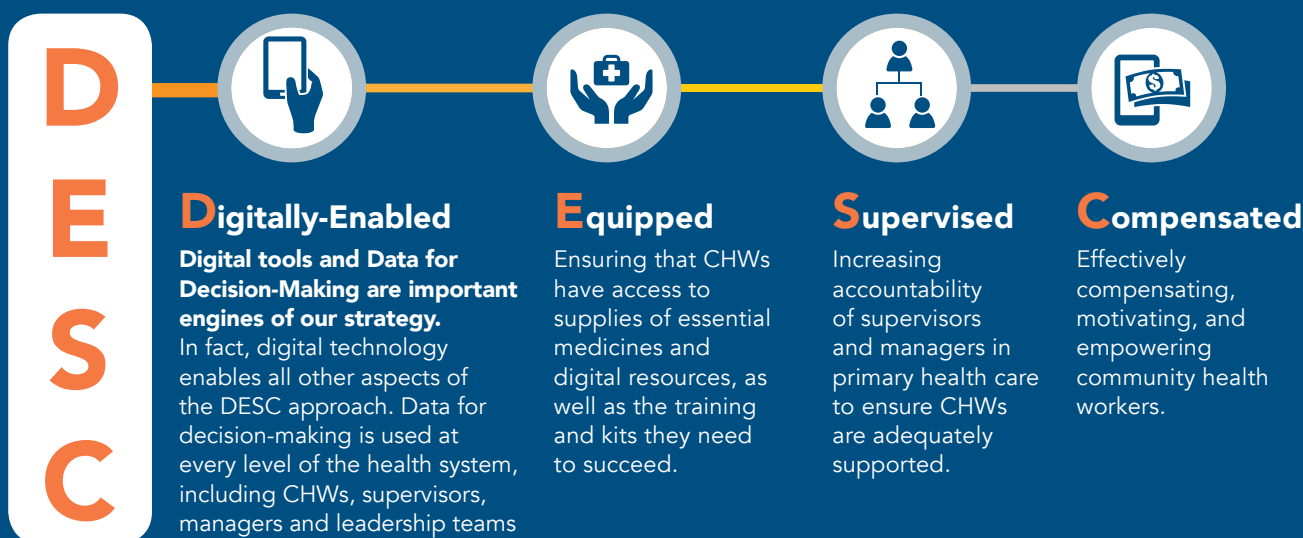 D
E
S
C
Digitally-Enabled
Digital tools and Data for
Decision-Making are important
engines of our strategy.
In fact, digital technology
enables all other aspects of
the DESC approach. Data for
decision-making is used at
every level of the health system,
including CHWs, supervisors,
managers and leadership teams
Equipped
Ensuring that CHWs
have access to
supplies of essential
medicines and
digital resources, as
well as the training
and kits they need
to succeed.
Supervised
Increasing
accountability
of supervisors
and managers in
primary health care
to ensure CHWs
are adequately
supported.
$
Compensated
Effectively
compensating,
motivating, and
empowering
community health
workers.